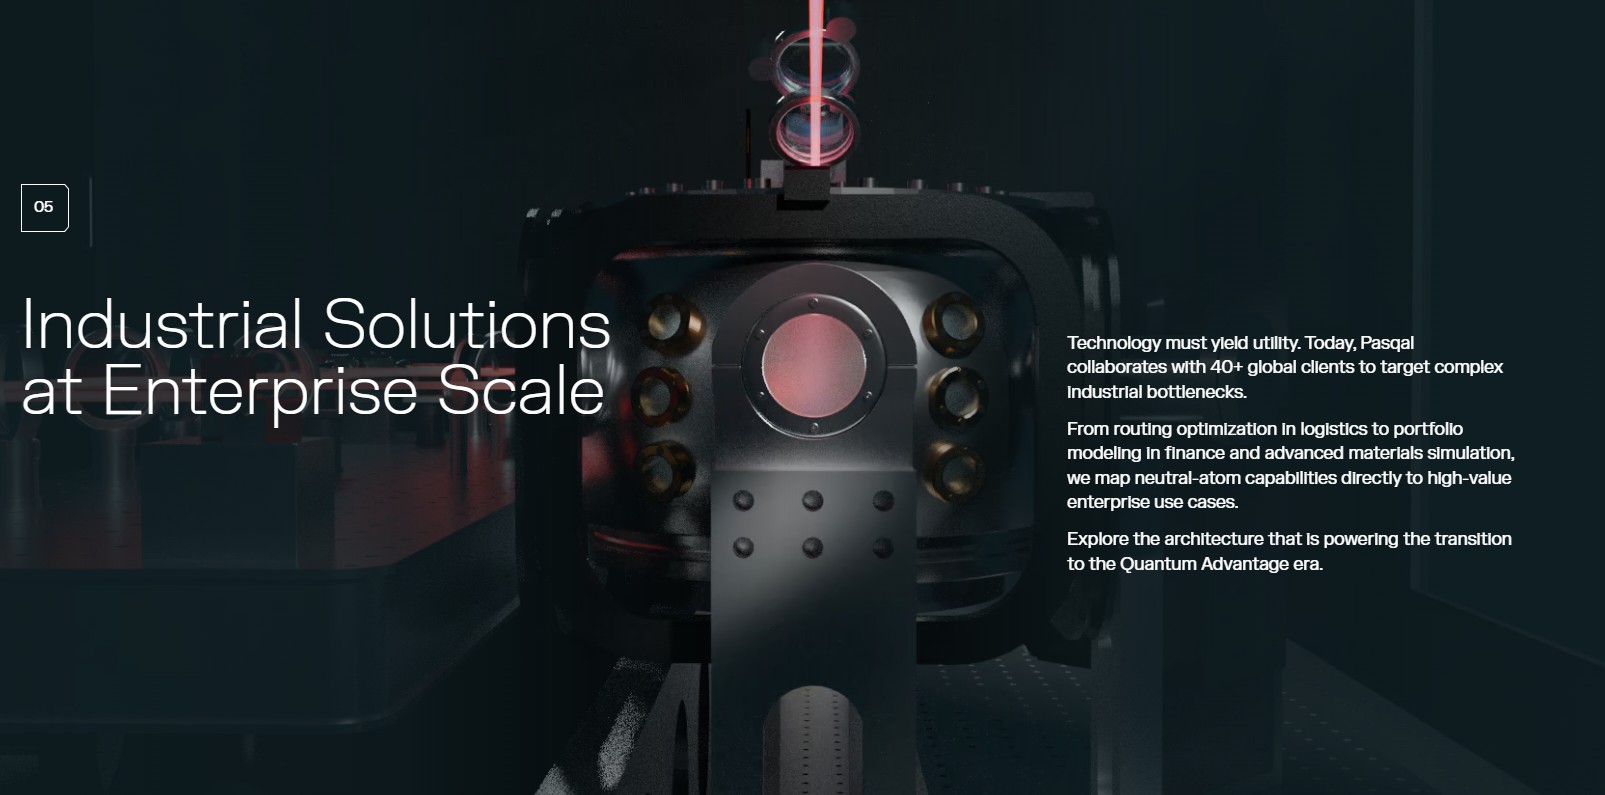 05
Industrial Solutions
at Enterprise Scale
Technology must yield utility. Today, Pasqal
collaborates with 40+ global clients to target complex
industrial bottlenecks.
From routing optimization in logistics to portfolio
modeling in finance and advanced materials simulation,
we map neutral-atom capabilities directly to high-value
enterprise use cases.
Explore the architecture that is powering the transition
to the Quantum Advantage era.